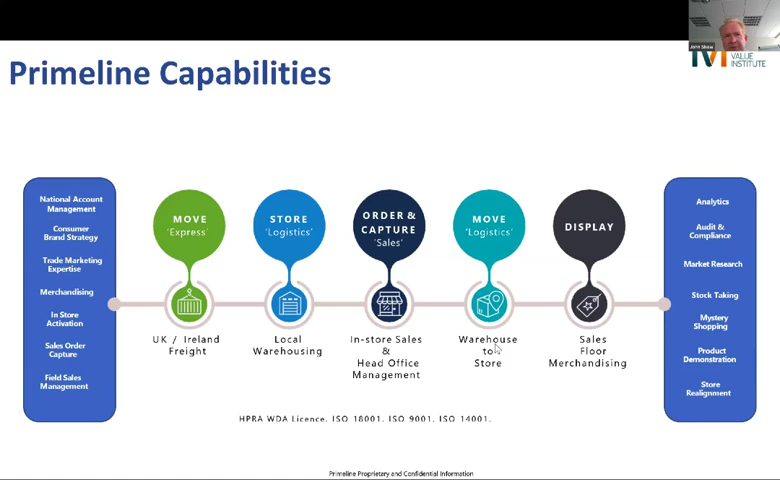 John Shaw
VALUE
INSTITUTE
Primeline Capabilities
National Account
Management
Consumer
Brand Strategy
Trade Marketing
Expertise
Merchandising
In Store
Activation
Sales Order
Capture
Field Sales
Management
MOVE
'Express'
UK / Ireland
Freight
STORE
'Logistics'
Local
Warehousing
ORDER &
CAPTURE
'Sales'
In-store Sales
&
Head Office
Management
MOVE
'Logistics'
Warehouse
to
Store
DISPLAY
Sales
Floor
Merchandising
Analytics
Audit &
Compliance
Market Research
Stock Taking
Mystery
Shopping
Product
Demonstration
Store
Realignment
HPRA WDA Licence. ISO 18001. ISO 9001. ISO 14001.
Primeline Proprietary and Confidential Information